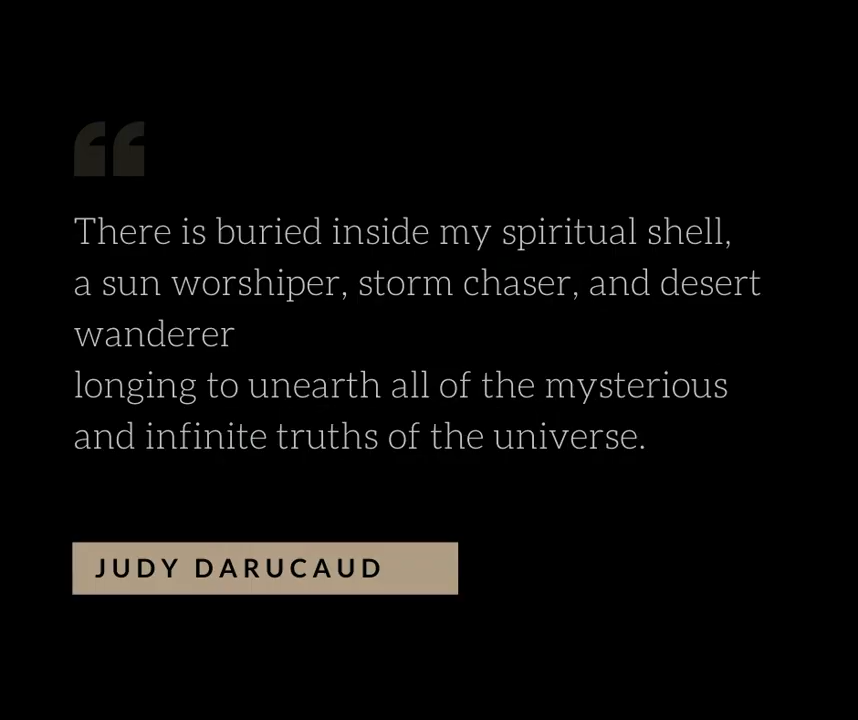 “
There is buried inside my spiritual shell,
a sun worshiper, storm chaser, and desert
wanderer
longing to unearth all of the mysterious
and infinite truths of the universe.
JUDY DARUCAUD